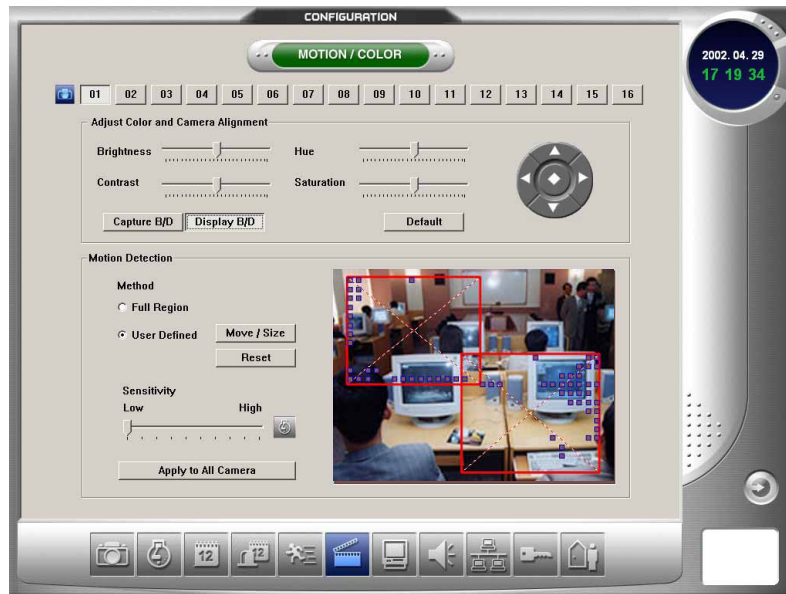 CONFIGURATION
MOTION / COLOR
2002. 04. 29
17 19 34
01 02 03 04 05 06 07 08 09 10 11 12 13 14 15 16
Adjust Color and Camera Alignment
Brightness Hue
Contrast Saturation
Capture B/D Display B/D Default
Motion Detection
Method
Full Region
User Defined Move / Size
Reset
Sensitivity
Low High
Apply to All Camera
12 12